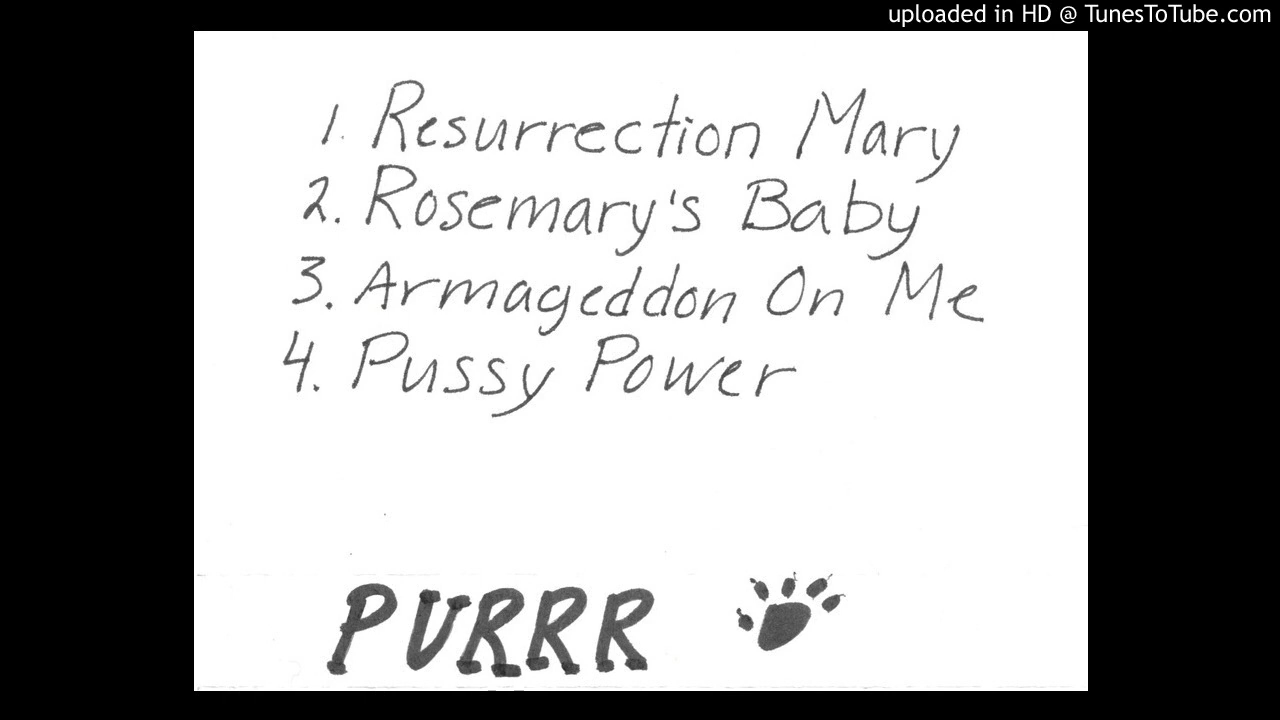 uploaded in HD @ TunesToTube.com
1. Resurrection Mary
2. Rosemary's Baby
3. Armageddon On Me
4. Pussy Power
PURRR